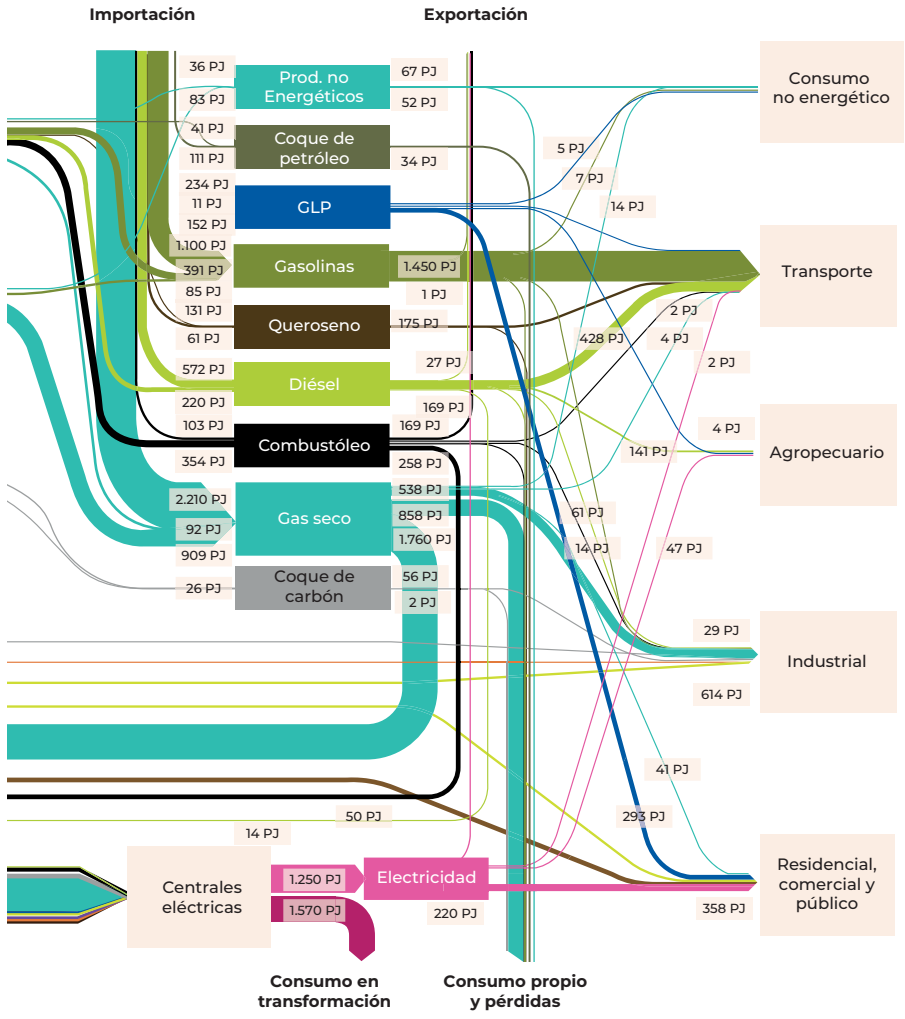 Importación
Exportación
36 PJ
Prod. no
Energéticos
67 PJ
83 PJ
52 PJ
Consumo
no energético
41 PJ
Coque de
petróleo
111 PJ
34 PJ
5 PJ
7 PJ
14 PJ
234 PJ
11 PJ
152 PJ
GLP
1.100 PJ
391 PJ
85 PJ
Gasolinas
1.450 PJ
1 PJ
Transporte
131 PJ
61 PJ
Queroseno
175 PJ
2 PJ
428 PJ
4 PJ
2 PJ
572 PJ
220 PJ
Diésel
27 PJ
169 PJ
103 PJ
354 PJ
Combustóleo
169 PJ
258 PJ
141 PJ
4 PJ
Agropecuario
2.210 PJ
92 PJ
909 PJ
Gas seco
538 PJ
858 PJ
1.760 PJ
61 PJ
14 PJ
47 PJ
26 PJ
Coque de
carbón
56 PJ
2 PJ
29 PJ
Industrial
614 PJ
41 PJ
293 PJ
50 PJ
14 PJ
Centrales
eléctricas
1.250 PJ
1.570 PJ
Electricidad
220 PJ
Residencial,
comercial y
público
358 PJ
Consumo en
transformación
Consumo propio
y pérdidas